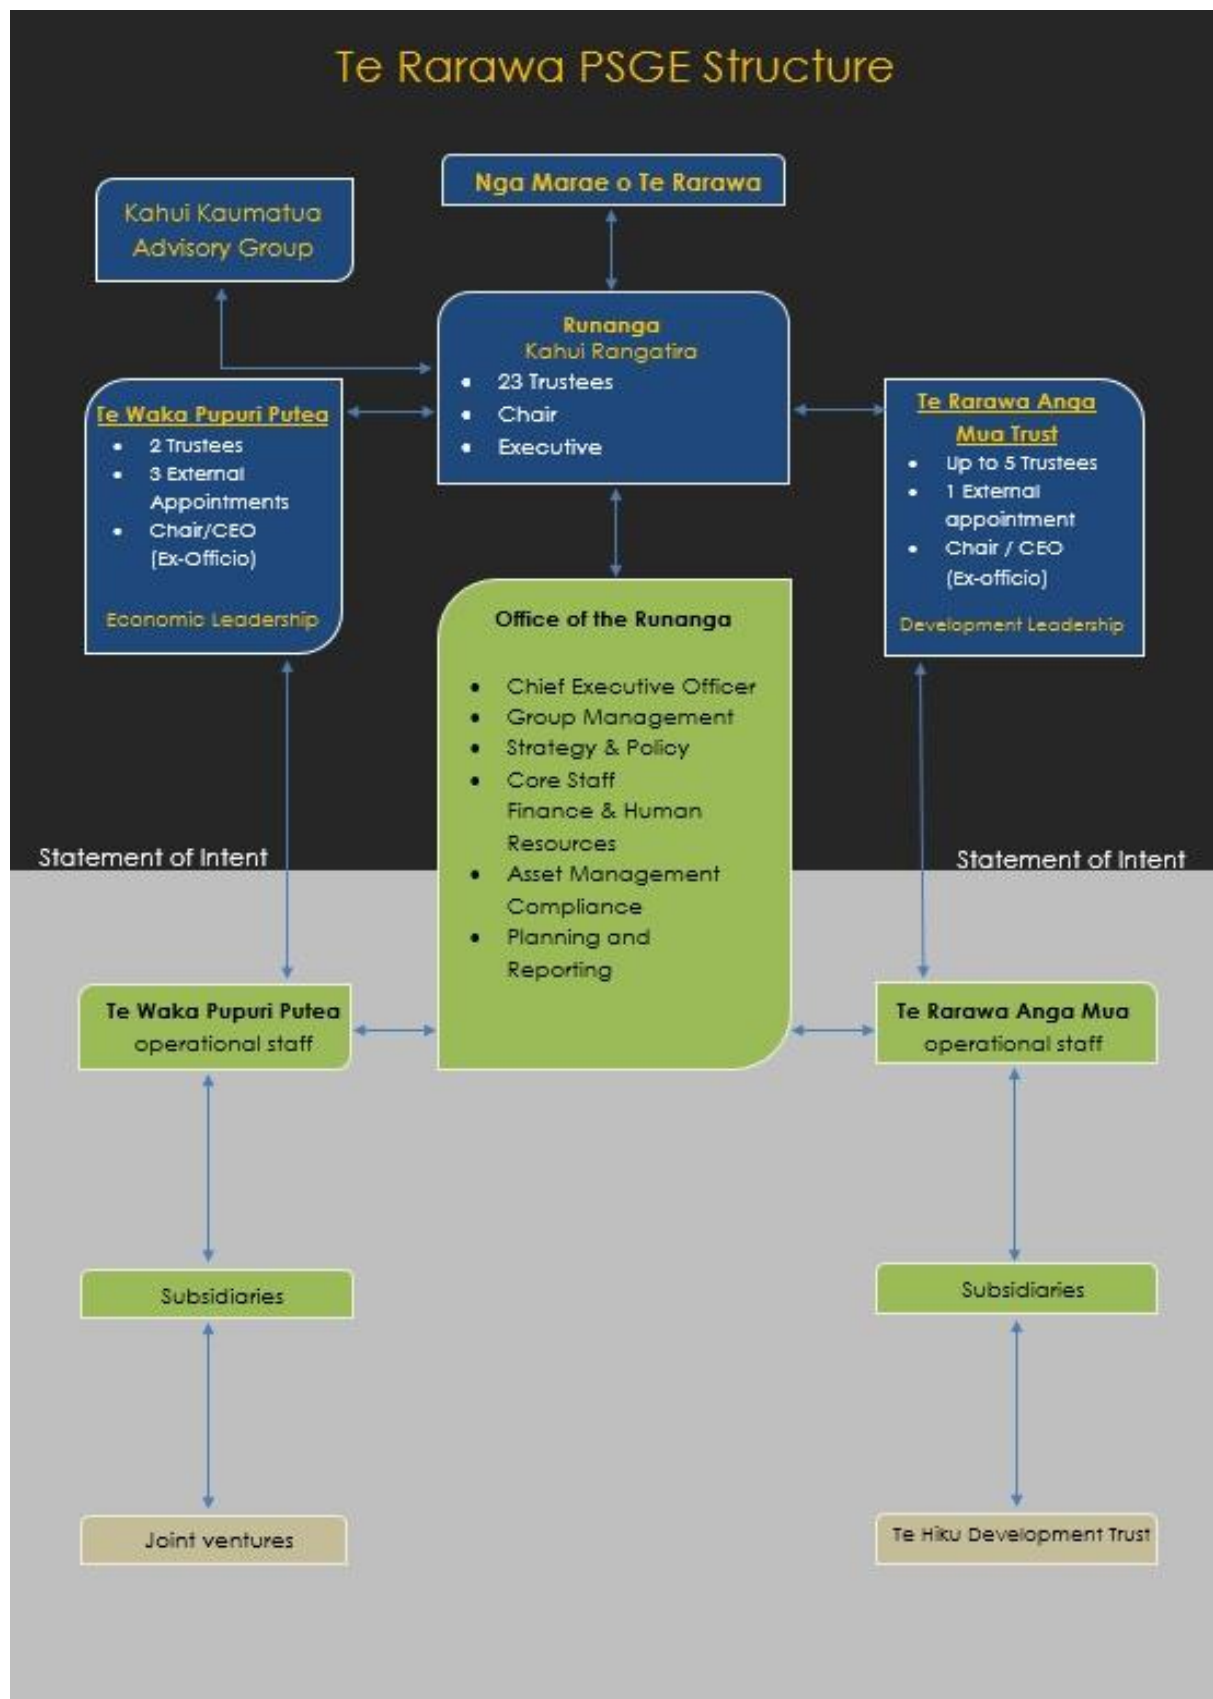 Te Rarawa PSGE Structure
Nga Marae o Te Rarawa
Kahui Kaumatua
Advisory Group
Runanga
Kahui Rangatira
• 23 Trustees
• Chair
• Executive
Te Waka Pupuri Putea
• 2 Trustees
• 3 External
Appointments
• Chair/CEO
(Ex-Officio)
Economic Leadership
Te Rarawa Anga
Mua Trust
• Up to 5 Trustees
• 1 External
appointment
• Chair / CEO
(Ex-officio)
Development Leadership
Office of the Runanga
• Chief Executive Officer
• Group Management
• Strategy & Policy
• Core Staff
Finance & Human
Resources
• Asset Management
Compliance
• Planning and
Reporting
Statement of Intent
Statement of Intent
Te Waka Pupuri Putea
operational staff
Te Rarawa Anga Mua
operational staff
Subsidiaries
Subsidiaries
Joint ventures
Te Hiku Development Trust